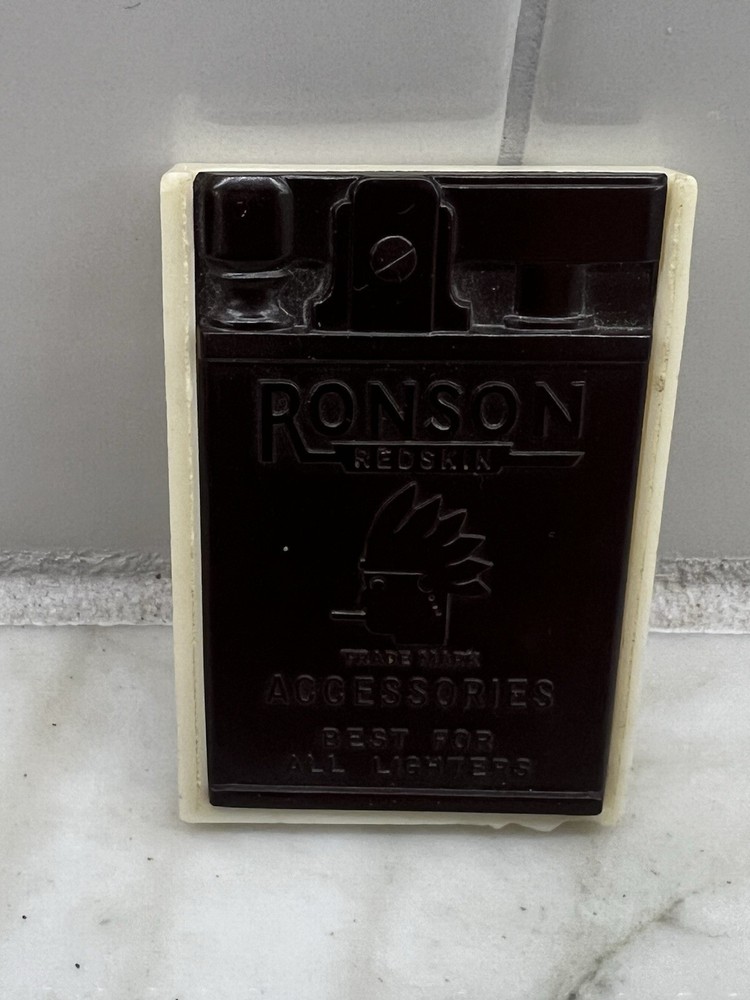 RONSON
REDSKIN
TRADE MARK
ACCESSORIES
BEST FOR
ALL LIGHTERS